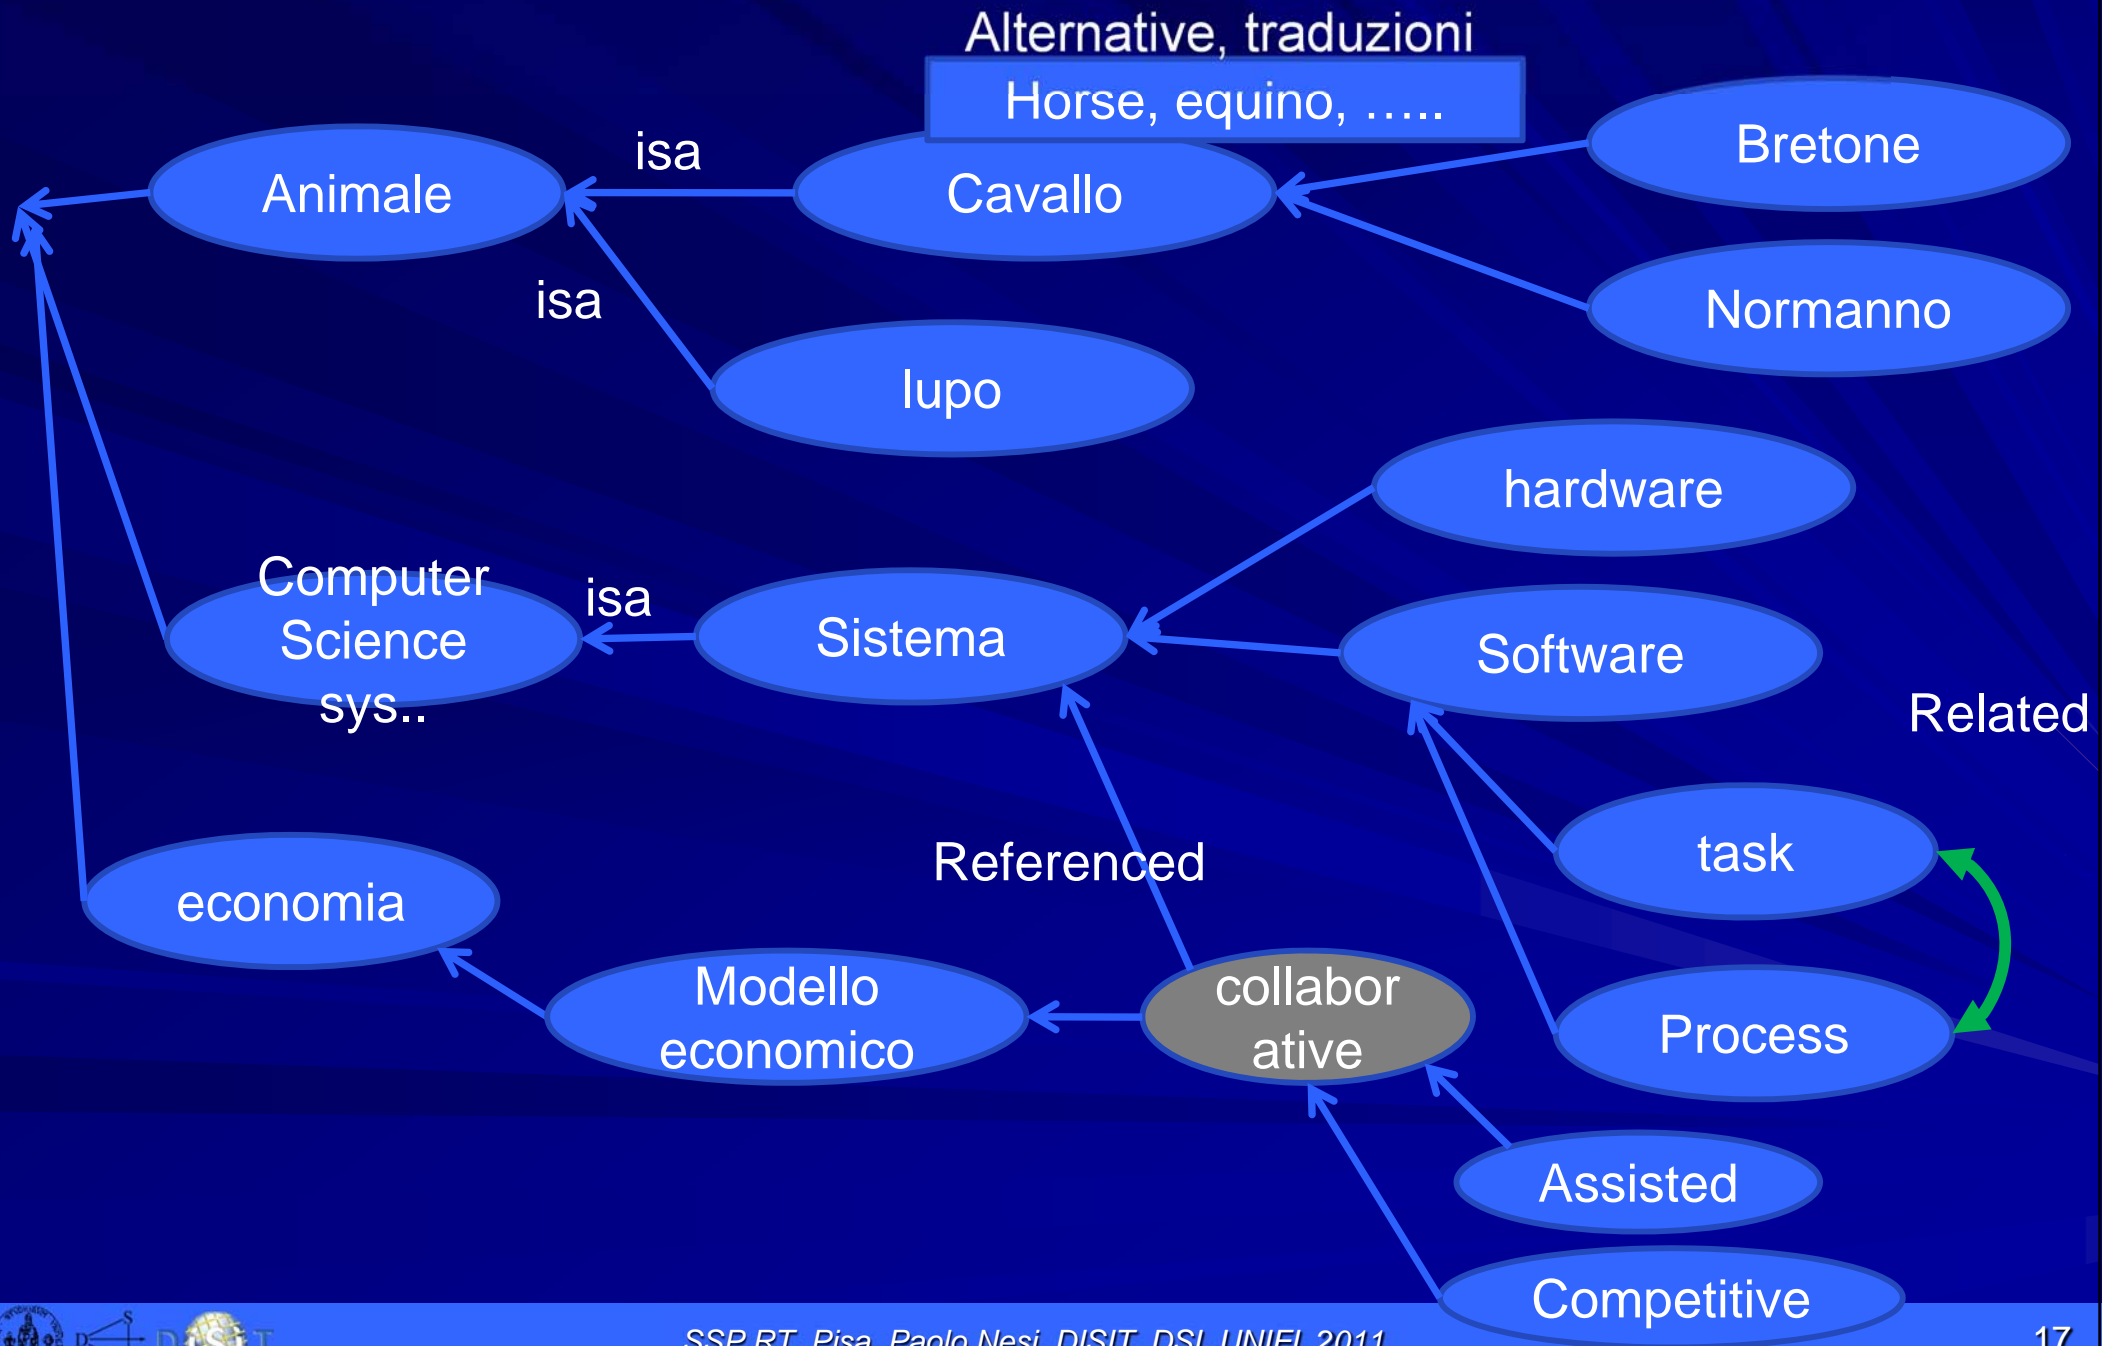 Alternative, traduzioni
Horse, equino, …..
Bretone
isa
Animale
Cavallo
isa
Normanno
lupo
hardware
Computer
Science
sys..
isa
Sistema
Software
Related
Referenced
task
economia
Modello
economico
collabor
ative
Process
Assisted
Competitive
SSP RT, Pisa, Paolo Nesi, DISIT, DSI, UNIFI, 2011
17